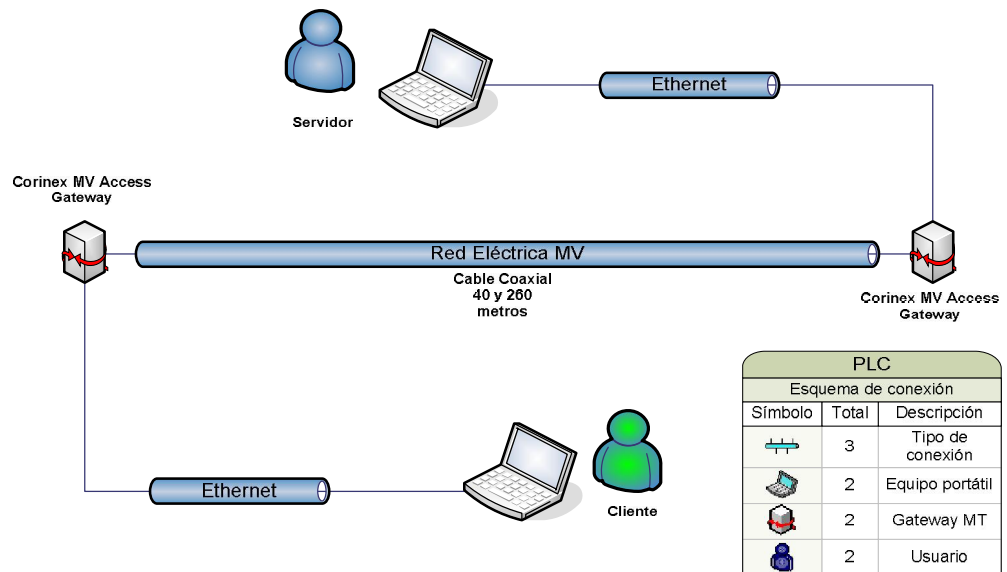 Ethernet
Servidor
Corinex MV Access
Gateway
Red Eléctrica MV
Cable Coaxial
40 y 260
metros
Corinex MV Access
Gateway
Ethernet
Cliente
PLC
Esquema de conexión
Símbolo Total Descripción
3 Tipo de
conexión
2 Equipo portátil
2 Gateway MT
2 Usuario